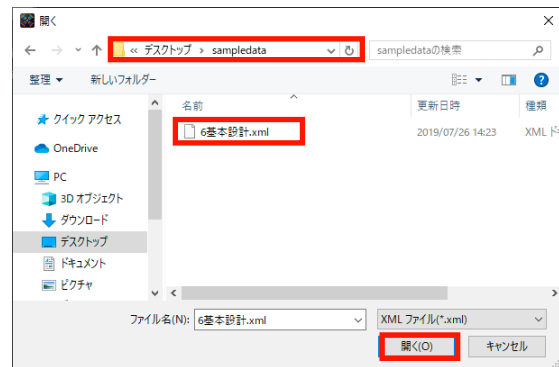 開く
« デスクトップ › sampledata
sampledataの検索
整理 新しいフォルダー
名前 更新日時 種類
クイック アクセス
6基本設計.xml 2019/07/26 14:23 XML ド
OneDrive
PC
3D オブジェクト
ダウンロード
デスクトップ
ドキュメント
ピクチャ
ファイル名(N): 6基本設計.xml XML ファイル(*.xml)
開く(O) キャンセル